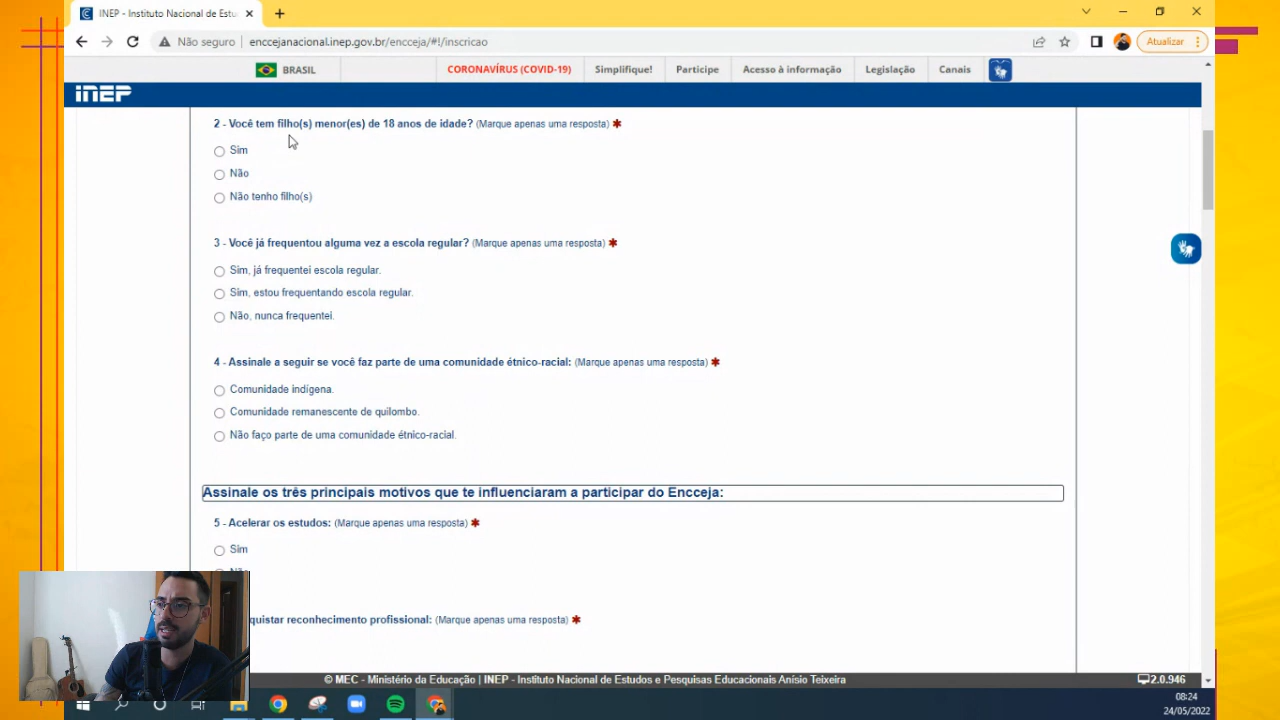 INEP - Instituto Nacional de Estu
Não seguro
enccejanacional.inep.gov.br/encceja/#!/inscricao
Atualizar
BRASIL
CORONAVÍRUS (COVID-19)
Simplifique!
Participe
Acesso à informação
Legislação
Canais
inep
2 - Você tem filho(s) menor(es) de 18 anos de idade? (Marque apenas uma resposta) *
Sim
Não
Não tenho filho(s)
3 - Você já frequentou alguma vez a escola regular? (Marque apenas uma resposta) *
Sim, já frequentei escola regular.
Sim, estou frequentando escola regular.
Não, nunca frequentei.
4 - Assinale a seguir se você faz parte de uma comunidade étnico-racial: (Marque apenas uma resposta) *
Comunidade indígena.
Comunidade remanescente de quilombo.
Não faço parte de uma comunidade étnico-racial.
Assinale os três principais motivos que te influenciaram a participar do Encceja:
5 - Acelerar os estudos: (Marque apenas uma resposta) *
Sim
quistar reconhecimento profissional: (Marque apenas uma resposta) *
© MEC - Ministério da Educação | INEP - Instituto Nacional de Estudos e Pesquisas Educacionais Anísio Teixeira
2.0.946
08:24
24/05/2022